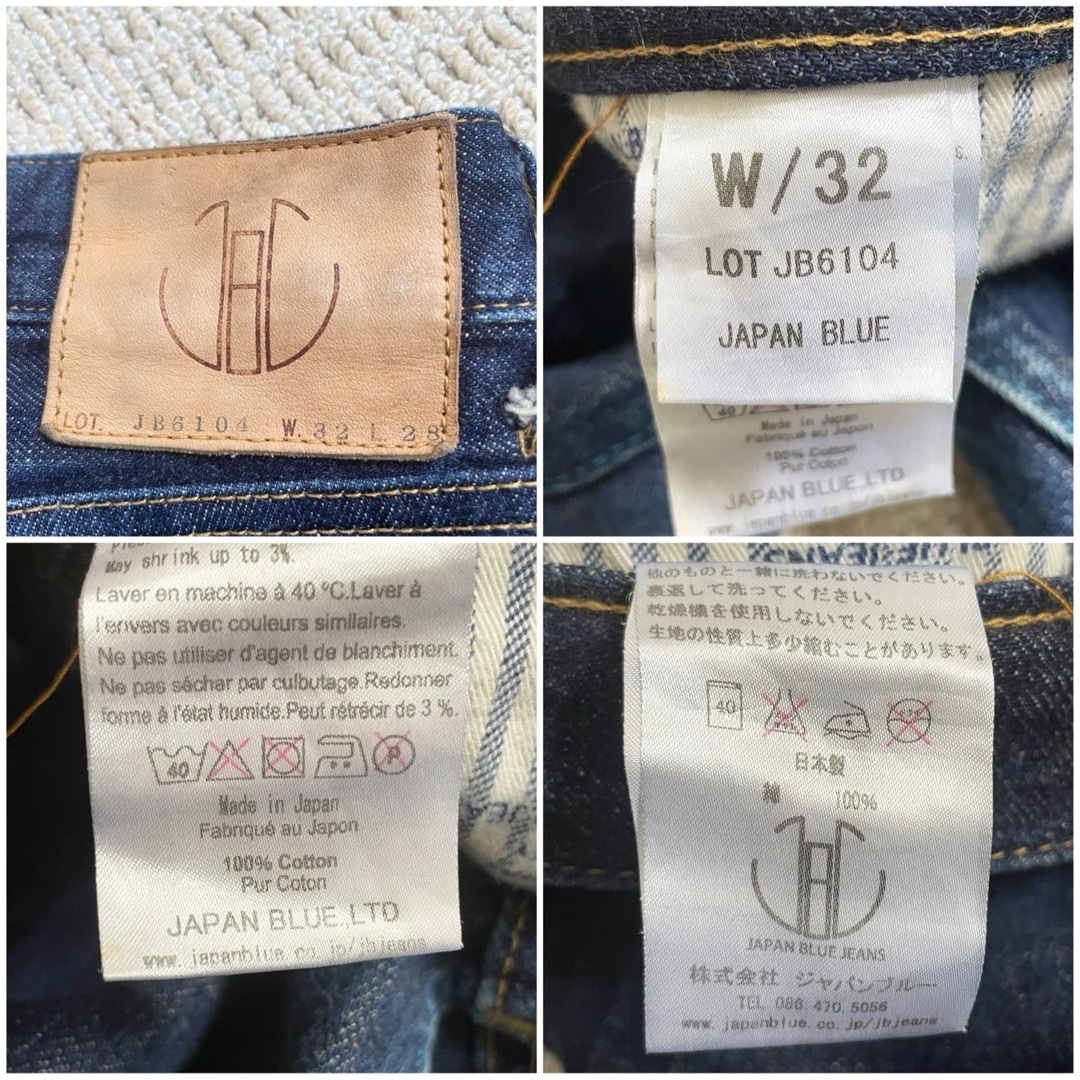 LOT. JB6104 W 32 L 28
W/32
LOT JB6104
JAPAN BLUE
40
Made in Japan
Fabriqué au Japon
100% Cotton
Pur Coton
JAPAN BLUE.,LTD
May shrink up to 3%.
Laver en machine à 40 °C.Laver à
l'envers avec couleurs similaires.
Ne pas utiliser d'agent de blanchiment.
Ne pas sécher par culbutage.Redonner
forme à l'état humide.Peut rétrécir de 3 %.
40 P
Made in Japan
Fabriqué au Japon
100% Cotton
Pur Coton
JAPAN BLUE.,LTD
www. japanblue. co. jp/jbjeans
他のものと一緒に洗わないでください。
裏返して洗ってください。
乾燥機を使用しないでください。
生地の性質上多少縮むことがあります。
40
日本製
綿 100%
JAPAN BLUE JEANS
株式会社 ジャパンブルー
TEL 086. 470. 5056
www. japanblue. co. jp/jbjeans